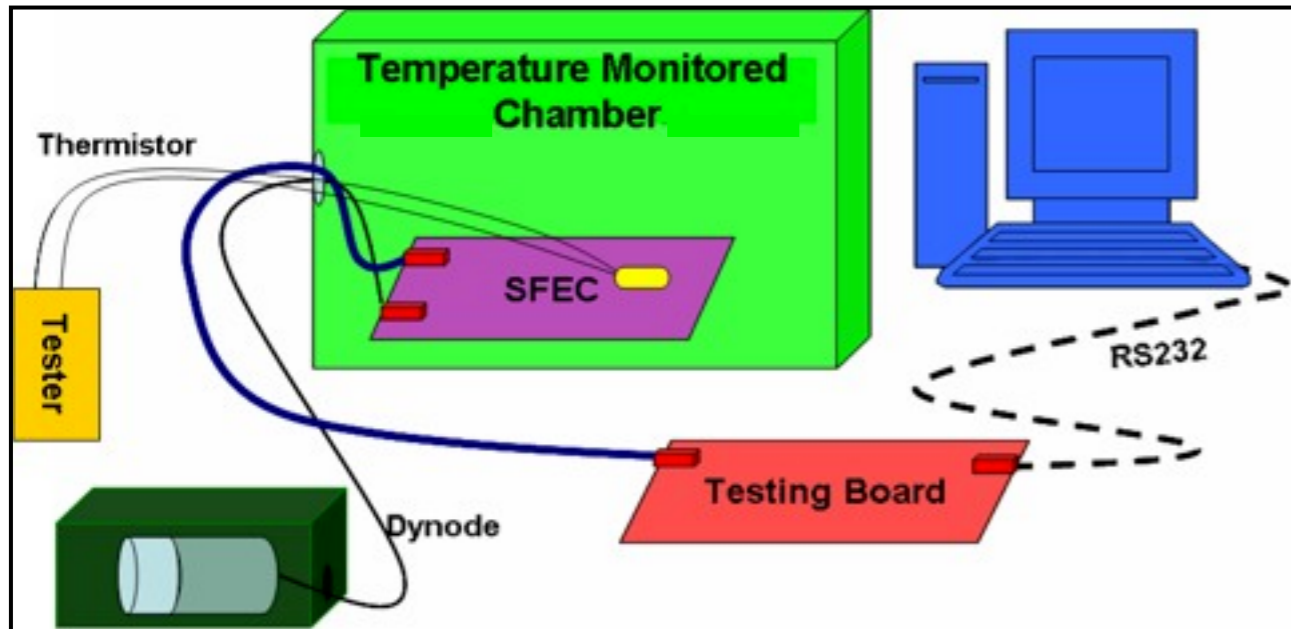 Temperature Monitored
Chamber
Thermistor
SFEC
Tester
RS232
Testing Board
Dynode